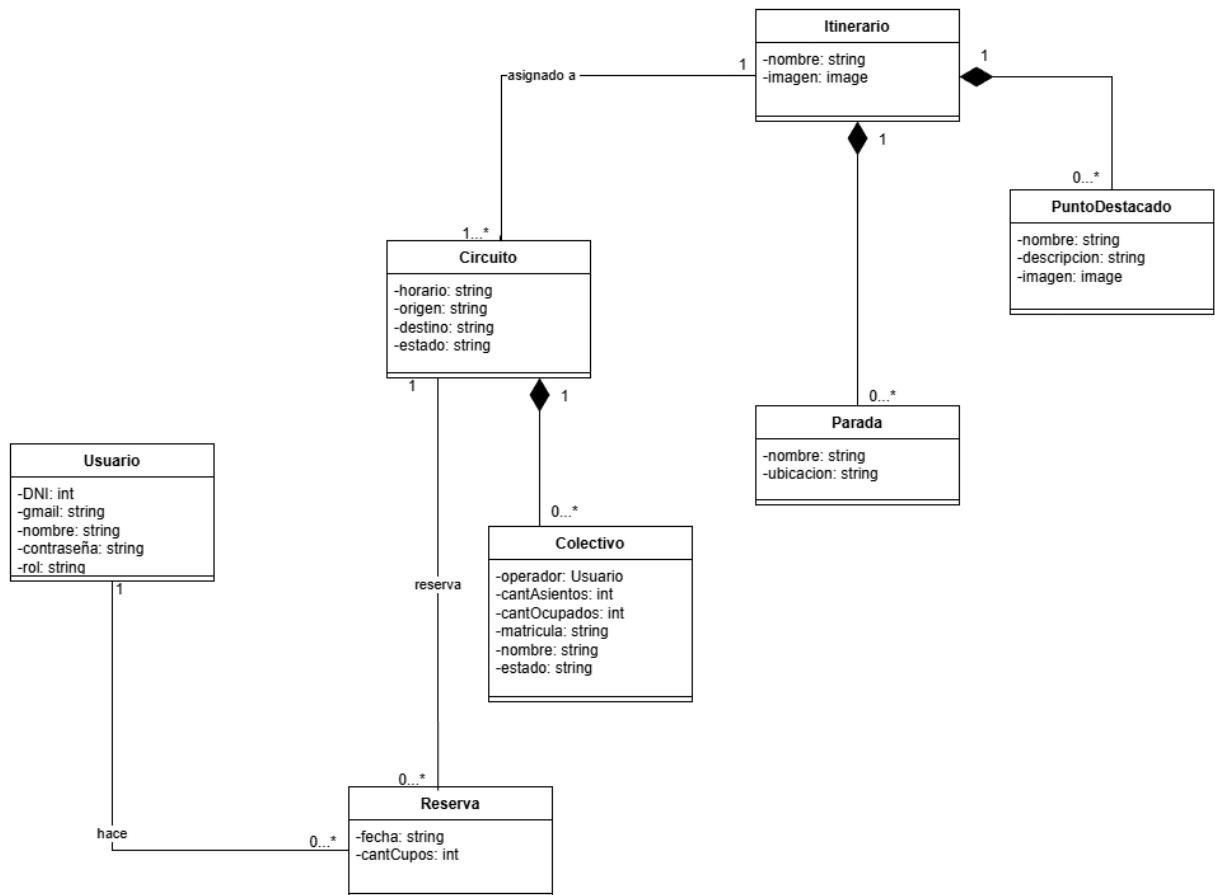 Itinerario
-nombre: string
-imagen: image
1
1
1
asignado a
0...*
PuntoDestacado
-nombre: string
-descripcion: string
-imagen: image
1...*
Circuito
-horario: string
-origen: string
-destino: string
-estado: string
1
1
0...*
Parada
-nombre: string
-ubicacion: string
Usuario
-DNI: int
-gmail: string
-nombre: string
-contraseña: string
-rol: string
1
0...*
Colectivo
-operador: Usuario
-cantAsientos: int
-cantOcupados: int
-matricula: string
-nombre: string
-estado: string
reserva
0...*
Reserva
-fecha: string
-cantCupos: int
hace
0...*